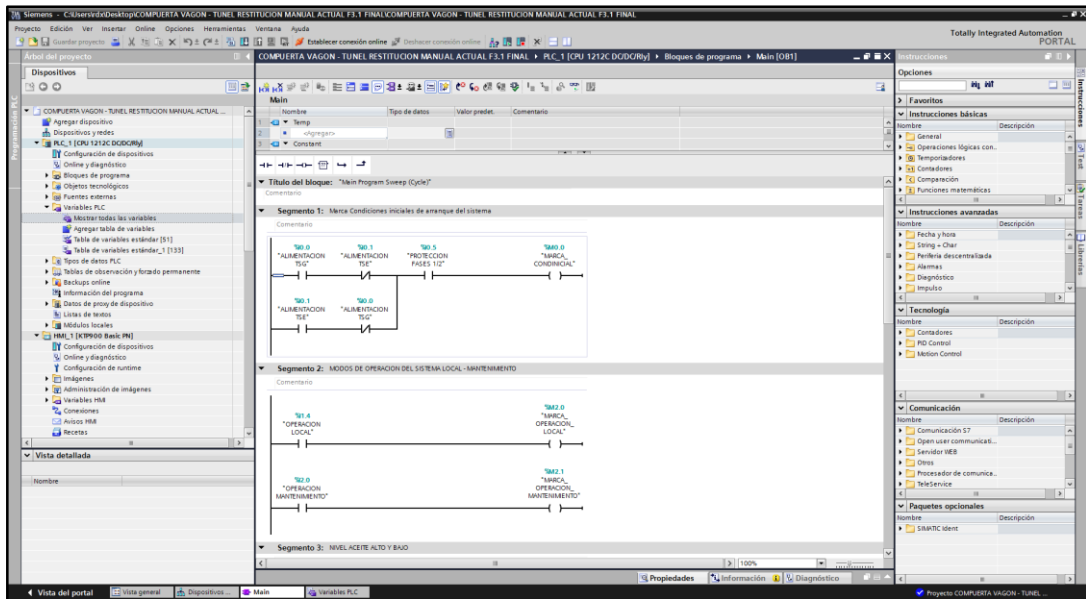 Siemens - C:\Users\rdx\Desktop\COMPUERTA VAGON - TUNEL RESTITUCION MANUAL ACTUAL F3.1 FINAL\COMPUERTA VAGON - TUNEL RESTITUCION MANUAL ACTUAL F3.1 FINAL
Proyecto Edición Ver Insertar Online Opciones Herramientas Ventana Ayuda
Totally Integrated Automation
PORTAL
Guardar proyecto Establecer conexión online Deshacer conexión online
Árbol del proyecto
COMPUERTA VAGON - TUNEL RESTITUCION MANUAL ACTUAL F3.1 FINAL PLC_1 [CPU 1212C DC/DC/Rly] Bloques de programa Main [OB1]
Instrucciones
Dispositivos
Opciones
Programación PLC
COMPUERTA VAGON - TUNEL RESTITUCION MANUAL ACTUAL ...
Agregar dispositivo
Dispositivos y redes
PLC_1 [CPU 1212C DC/DC/Rly]
Configuración de dispositivos
Online y diagnóstico
Bloques de programa
Objetos tecnológicos
Fuentes externas
Variables PLC
Mostrar todas las variables
Agregar tabla de variables
Tabla de variables estándar [51]
Tabla de variables estándar_1 [133]
Tipos de datos PLC
Tablas de observación y forzado permanente
Backups online
Información del programa
Datos de proxy de dispositivo
Listas de textos
Módulos locales
HMI_1 [KTP900 Basic PN]
Configuración de dispositivos
Online y diagnóstico
Configuración de runtime
Imágenes
Administración de imágenes
Variables HMI
Conexiones
Avisos HMI
Recetas
Vista detallada
Nombre
Main
Nombre Tipo de datos Valor predet. Comentario
1 Temp
2 <Agregar>
3 Constant
Título del bloque: "Main Program Sweep (Cycle)"
Comentario
Segmento 1: Marca Condiciones iniciales de arranque del sistema
Comentario
%I0.0 %I0.1 %I0.5 %M0.0
"ALIMENTACION TSG" "ALIMENTACION TSE" "PROTECCION FASES 1/2" "MARCA_CONDINICIAL"
%I0.1 %I0.0
"ALIMENTACION TSE" "ALIMENTACION TSG"
Segmento 2: MODOS DE OPERACION DEL SISTEMA LOCAL - MANTENIMIENTO
Comentario
%I1.4 %M2.0
"OPERACION LOCAL" "MARCA_OPERACION_LOCAL"
%I2.0 %M2.1
"OPERACION MANTENIMIENTO" "MARCA_OPERACION_MANTENIMIENTO"
Segmento 3: NIVEL ACEITE ALTO Y BAJO
100%
Propiedades Información Diagnóstico
Favoritos
Instrucciones básicas
Nombre Descripción
General
Operaciones lógicas con..
Temporizadores
Contadores
Comparación
Funciones matemáticas
Instrucciones avanzadas
Nombre Descripción
Fecha y hora
String + Char
Periferia descentralizada
Alarmas
Diagnóstico
Impulso
Tecnología
Nombre Descripción
Contadores
PID Control
Motion Control
Comunicación
Nombre Descripción
Comunicación S7
Open user communicati..
Servidor WEB
Otros
Procesador de comunica..
TeleService
Paquetes opcionales
Nombre Descripción
SIMATIC Ident
Instrucciones
Test
Tareas
Librerías
Vista del portal Vista general Dispositivos ... Main Variables PLC
Proyecto COMPUERTA VAGON - TUNEL ...